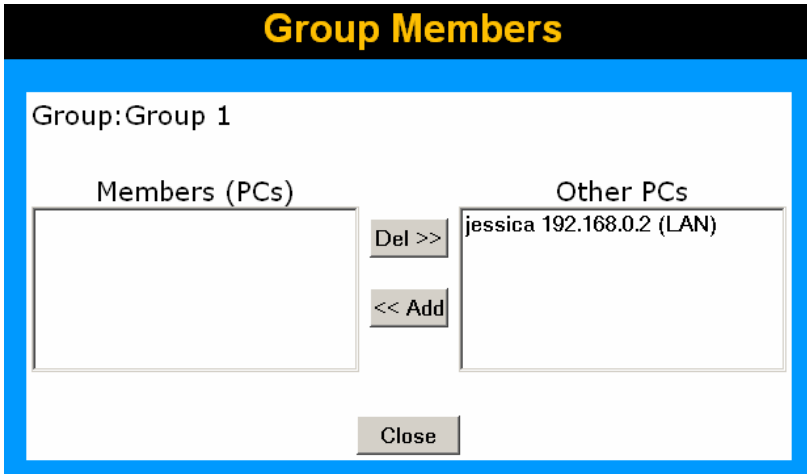 Group Members
Group:Group 1
Members (PCs)
Other PCs
Del >>
jessica 192.168.0.2 (LAN)
<< Add
Close